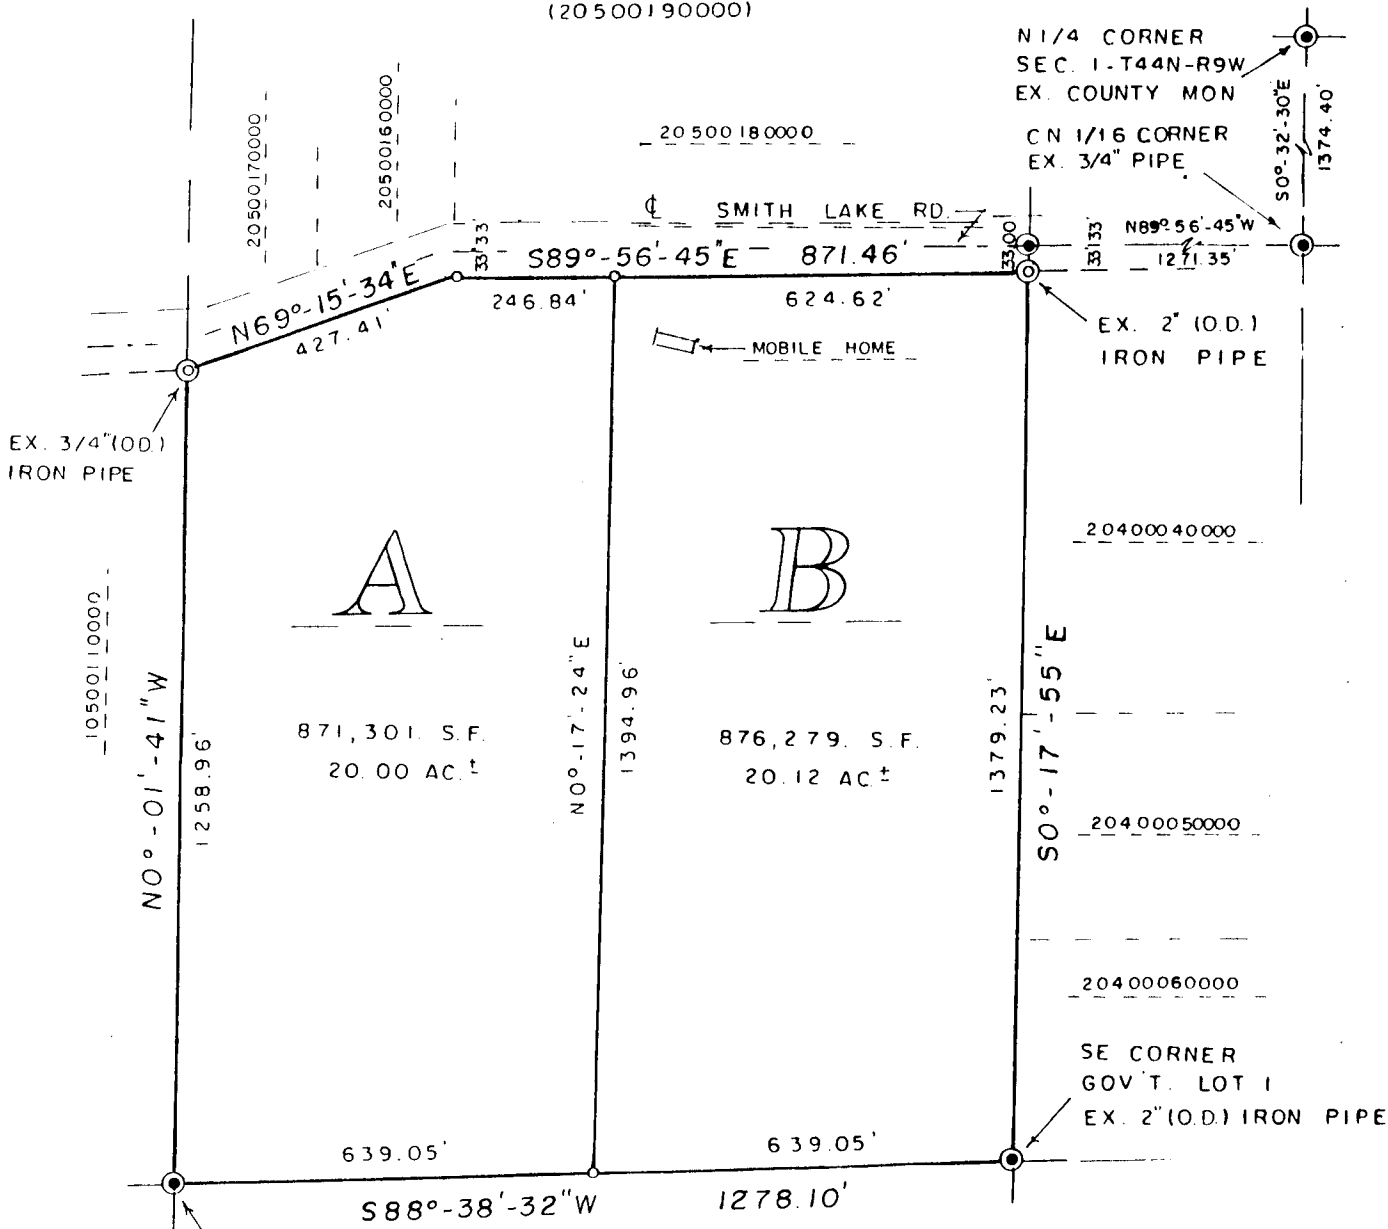 (20500190000)
N 1/4 CORNER
SEC. 1-T44N-R9W
EX. COUNTY MON
S0°-32'-30"E
1374.40'
CN 1/16 CORNER
EX. 3/4" PIPE
20500170000
20500160000
20500180000
℄ SMITH LAKE RD.
33'
33'
33.00
33'
33'
N89°-56'-45"W
1271.35'
S89°-56'-45"E 871.46'
N69°-15'-34"E
427.41'
246.84'
624.62'
MOBILE HOME
EX. 2" (O.D.)
IRON PIPE
EX. 3/4"(O.D.)
IRON PIPE
A
B
20400040000
10500110000
N0°-01'-41"W
1258.96'
871,301. S.F.
20.00 AC.±
N0°-17'-24"E
1394.96'
876,279. S.F.
20.12 AC.±
1379.23'
S0°-17'-55"E
20400050000
20400060000
SE CORNER
GOV'T. LOT 1
EX. 2"(O.D.) IRON PIPE
639.05'
639.05'
S88°-38'-32"W 1278.10'